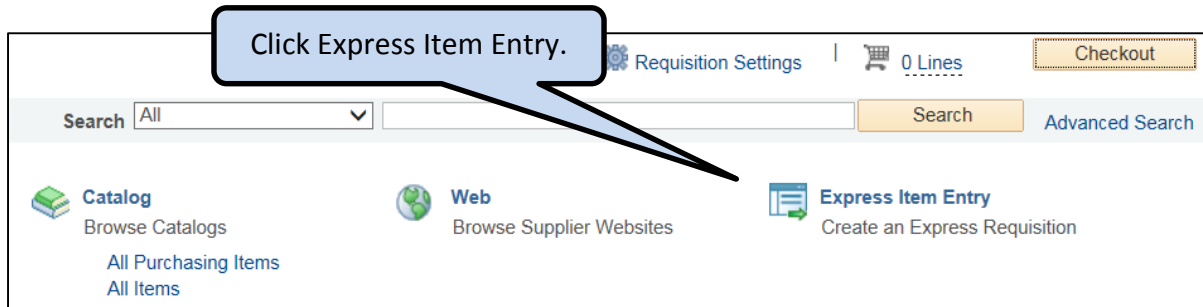 Click Express Item Entry.
Requisition Settings | 0 Lines Checkout
Search All Search Advanced Search
Catalog Web Express Item Entry
Browse Catalogs Browse Supplier Websites Create an Express Requisition
All Purchasing Items
All Items